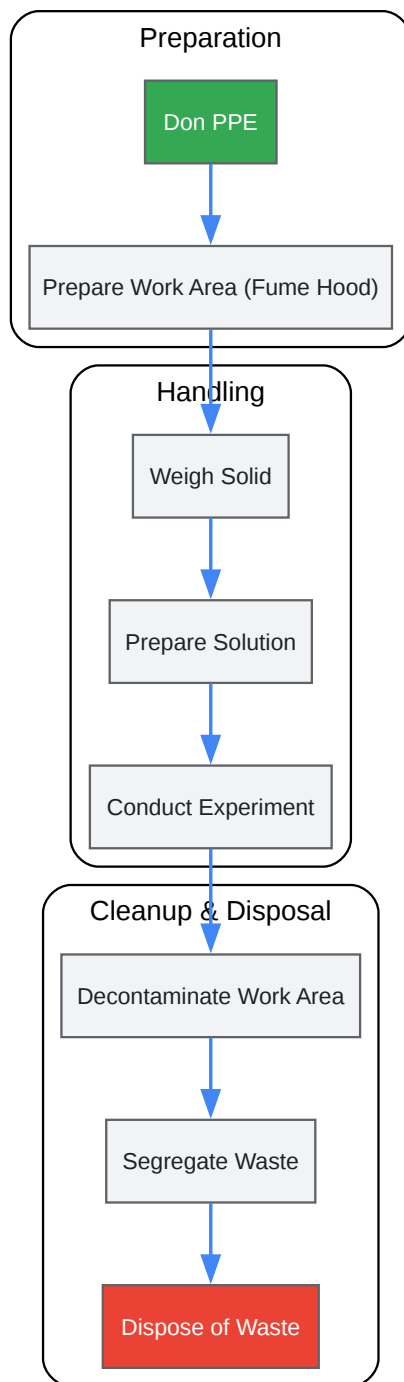 Preparation
Don PPE
Prepare Work Area (Fume Hood)
Handling
Weigh Solid
Prepare Solution
Conduct Experiment
Cleanup & Disposal
Decontaminate Work Area
Segregate Waste
Dispose of Waste